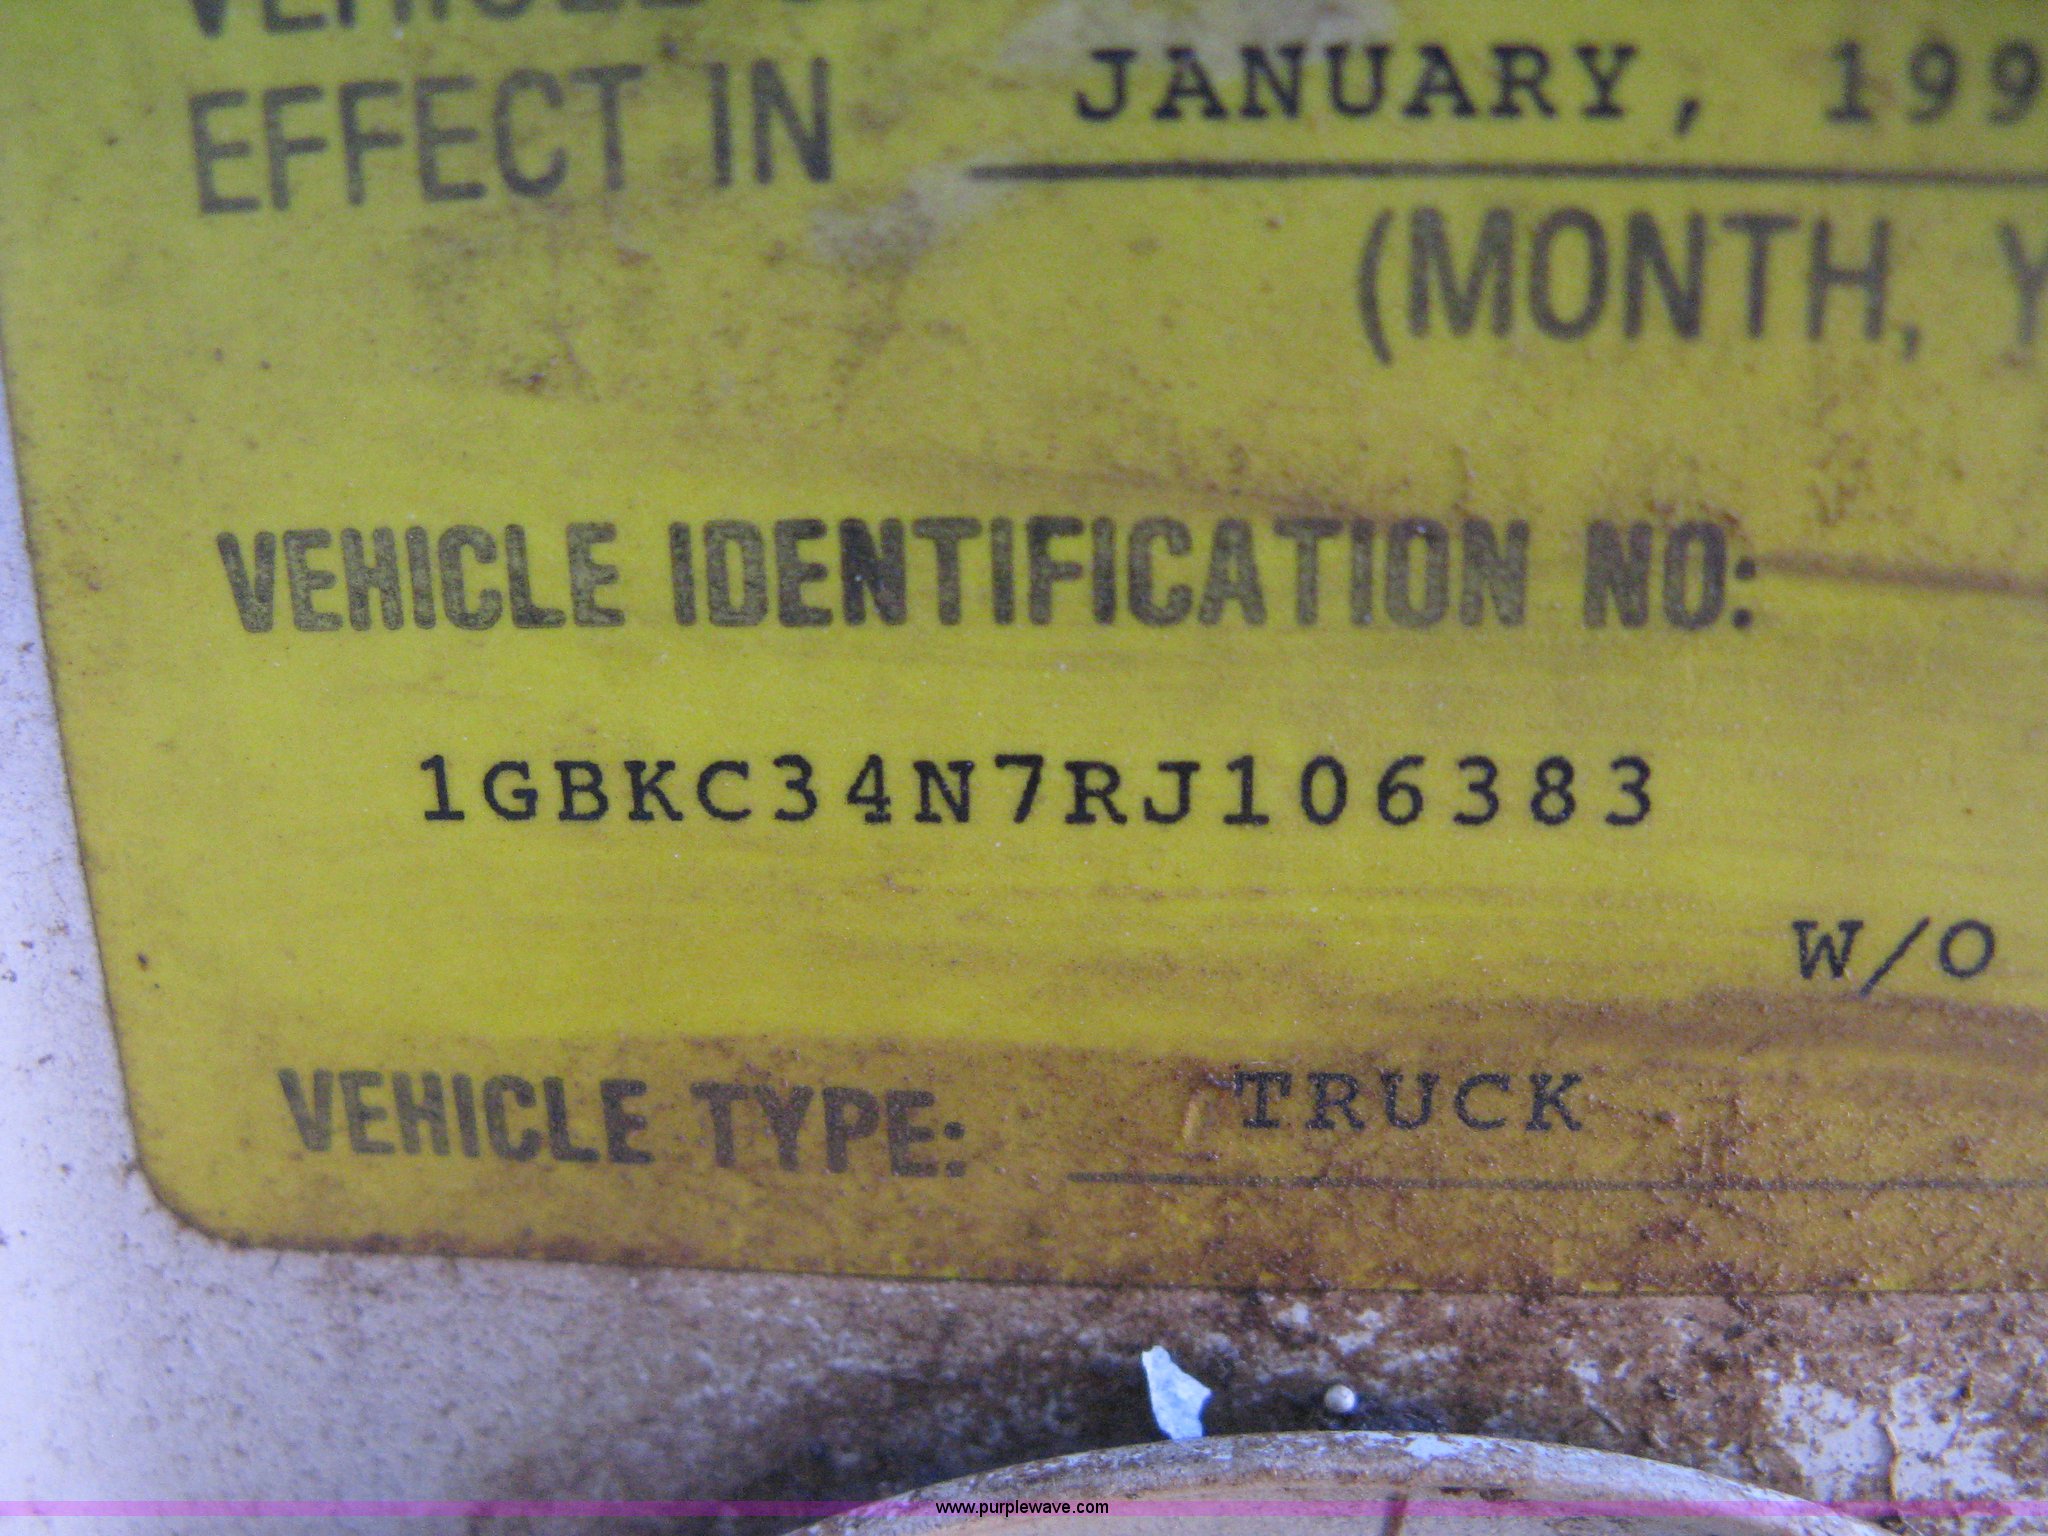 EFFECT IN JANUARY, 199
(MONTH, Y
VEHICLE IDENTIFICATION NO:
1GBKC34N7RJ106383
W/O
VEHICLE TYPE: TRUCK
www.purplewave.com